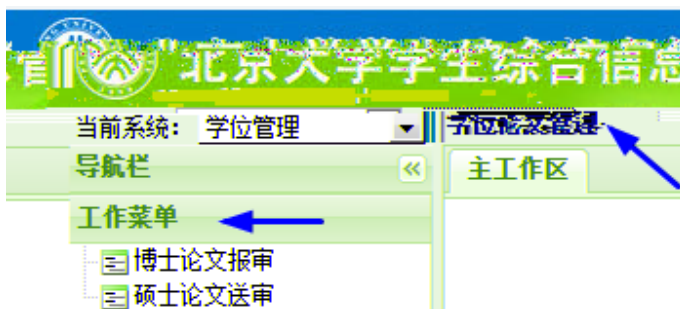 北京大学学生综合信息
当前系统： 学位管理
导航栏
主工作区
工作菜单
博士论文报审
硕士论文送审